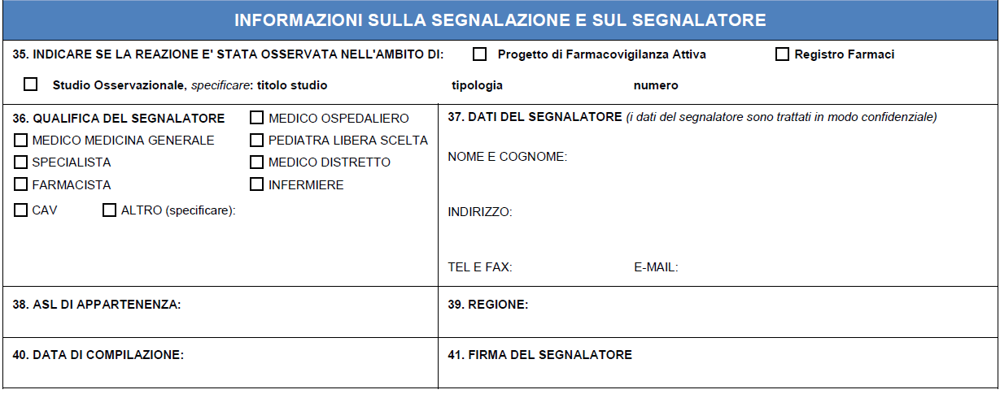 INFORMAZIONI SULLA SEGNALAZIONE E SUL SEGNALATORE
35. INDICARE SE LA REAZIONE E' STATA OSSERVATA NELL'AMBITO DI: Progetto di Farmacovigilanza Attiva Registro Farmaci
Studio Osservazionale, specificare: titolo studio tipologia numero
36. QUALIFICA DEL SEGNALATORE MEDICO OSPEDALIERO
MEDICO MEDICINA GENERALE PEDIATRA LIBERA SCELTA
SPECIALISTA MEDICO DISTRETTO
FARMACISTA INFERMIERE
CAV ALTRO (specificare):
37. DATI DEL SEGNALATORE (i dati del segnalatore sono trattati in modo confidenziale)
NOME E COGNOME:
INDIRIZZO:
TEL E FAX: E-MAIL:
38. ASL DI APPARTENENZA:
39. REGIONE:
40. DATA DI COMPILAZIONE:
41. FIRMA DEL SEGNALATORE